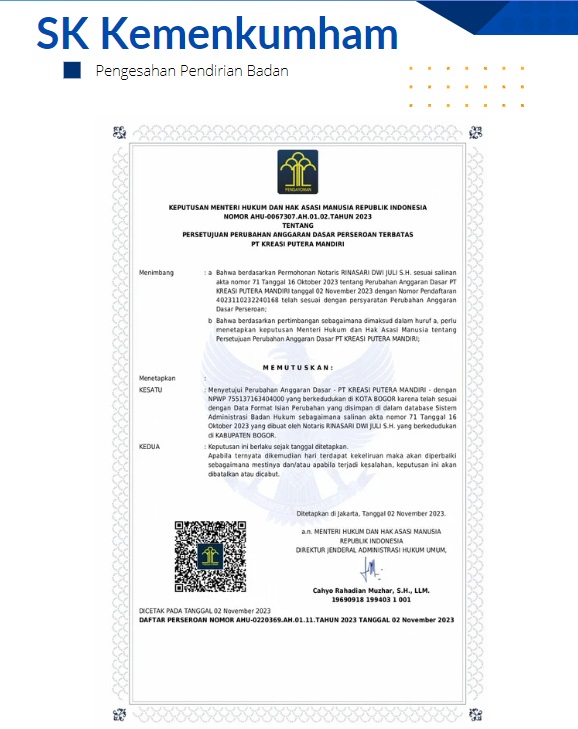 SK Kemenkumham
Pengesahan Pendirian Badan
PENGAYOMAN
KEPUTUSAN MENTERI HUKUM DAN HAK ASASI MANUSIA REPUBLIK INDONESIA
NOMOR AHU-0067307.AH.01.02.TAHUN 2023
TENTANG
PERSETUJUAN PERUBAHAN ANGGARAN DASAR PERSEROAN TERBATAS
PT KREASI PUTERA MANDIRI
Menimbang : a Bahwa berdasarkan Permohonan Notaris RINASARI DWI JULI S.H. sesuai salinan
akta nomor 71 Tanggal 16 Oktober 2023 tentang Perubahan Anggaran Dasar PT
KREASI PUTERA MANDIRI tanggal 02 November 2023 dengan Nomor Pendaftaran
4023110232240168 telah sesuai dengan persyaratan Perubahan Anggaran
Dasar Perseroan;
b Bahwa berdasarkan pertimbangan sebagaimana dimaksud dalam huruf a, perlu
menetapkan keputusan Menteri Hukum dan Hak Asasi Manusia tentang
Persetujuan Perubahan Anggaran Dasar PT KREASI PUTERA MANDIRI;
M E M U T U S K A N :
Menetapkan :
KESATU : Menyetujui Perubahan Anggaran Dasar - PT KREASI PUTERA MANDIRI - dengan
NPWP 755137163404000 yang berkedudukan di KOTA BOGOR karena telah sesuai
dengan Data Format Isian Perubahan yang disimpan di dalam database Sistem
Administrasi Badan Hukum sebagaimana salinan akta nomor 71 Tanggal 16
Oktober 2023 yang dibuat oleh Notaris RINASARI DWI JULI S.H. yang berkedudukan
di KABUPATEN BOGOR.
KEDUA : Keputusan ini berlaku sejak tanggal ditetapkan.
Apabila ternyata dikemudian hari terdapat kekeliruan maka akan diperbaiki
sebagaimana mestinya dan/atau apabila terjadi kesalahan, keputusan ini akan
dibatalkan atau dicabut.
Ditetapkan di Jakarta, Tanggal 02 November 2023.
a.n. MENTERI HUKUM DAN HAK ASASI MANUSIA
REPUBLIK INDONESIA
DIREKTUR JENDERAL ADMINISTRASI HUKUM UMUM,
Cahyo Rahadian Muzhar, S.H., LLM.
19690918 199403 1 001
DICETAK PADA TANGGAL 02 November 2023
DAFTAR PERSEROAN NOMOR AHU-0220369.AH.01.11.TAHUN 2023 TANGGAL 02 November 2023